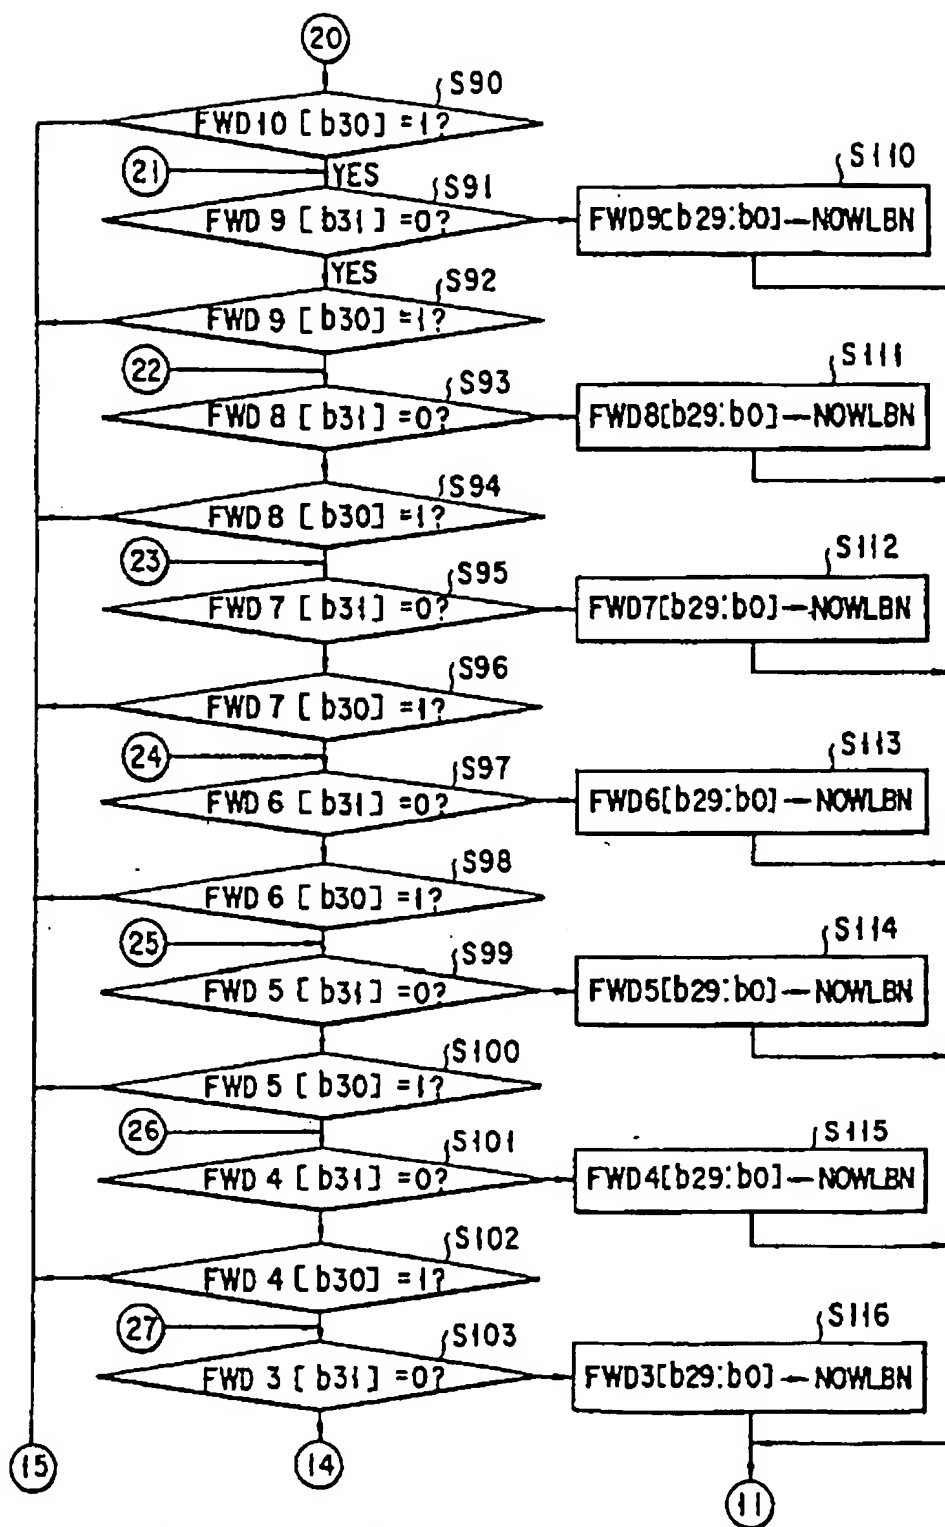 20
S90
FWD10 [b30] =1?
21
YES
S91
FWD 9 [b31] =0?
S110
FWD9[b29:b0]—NOWLBN
YES
S92
FWD 9 [b30] =1?
22
S93
FWD 8 [b31] =0?
S111
FWD8[b29:b0]—NOWLBN
S94
FWD 8 [b30] =1?
23
S95
FWD 7 [b31] =0?
S112
FWD7[b29:b0]—NOWLBN
S96
FWD 7 [b30] =1?
24
S97
FWD 6 [b31] =0?
S113
FWD6[b29:b0]—NOWLBN
S98
FWD 6 [b30] =1?
25
S99
FWD 5 [b31] =0?
S114
FWD5[b29:b0]—NOWLBN
S100
FWD 5 [b30] =1?
26
S101
FWD 4 [b31] =0?
S115
FWD4[b29:b0]—NOWLBN
S102
FWD 4 [b30] =1?
27
S103
FWD 3 [b31] =0?
S116
FWD3[b29:b0]—NOWLBN
15
14
11